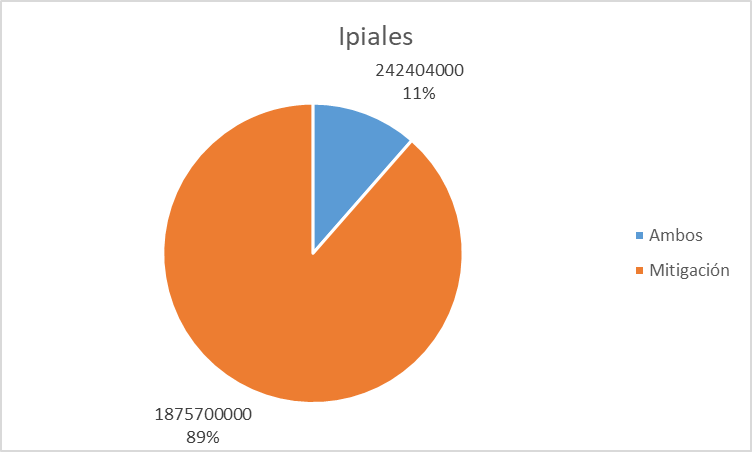 Ipiales
242404000
11%
Ambos
Mitigación
1875700000
89%